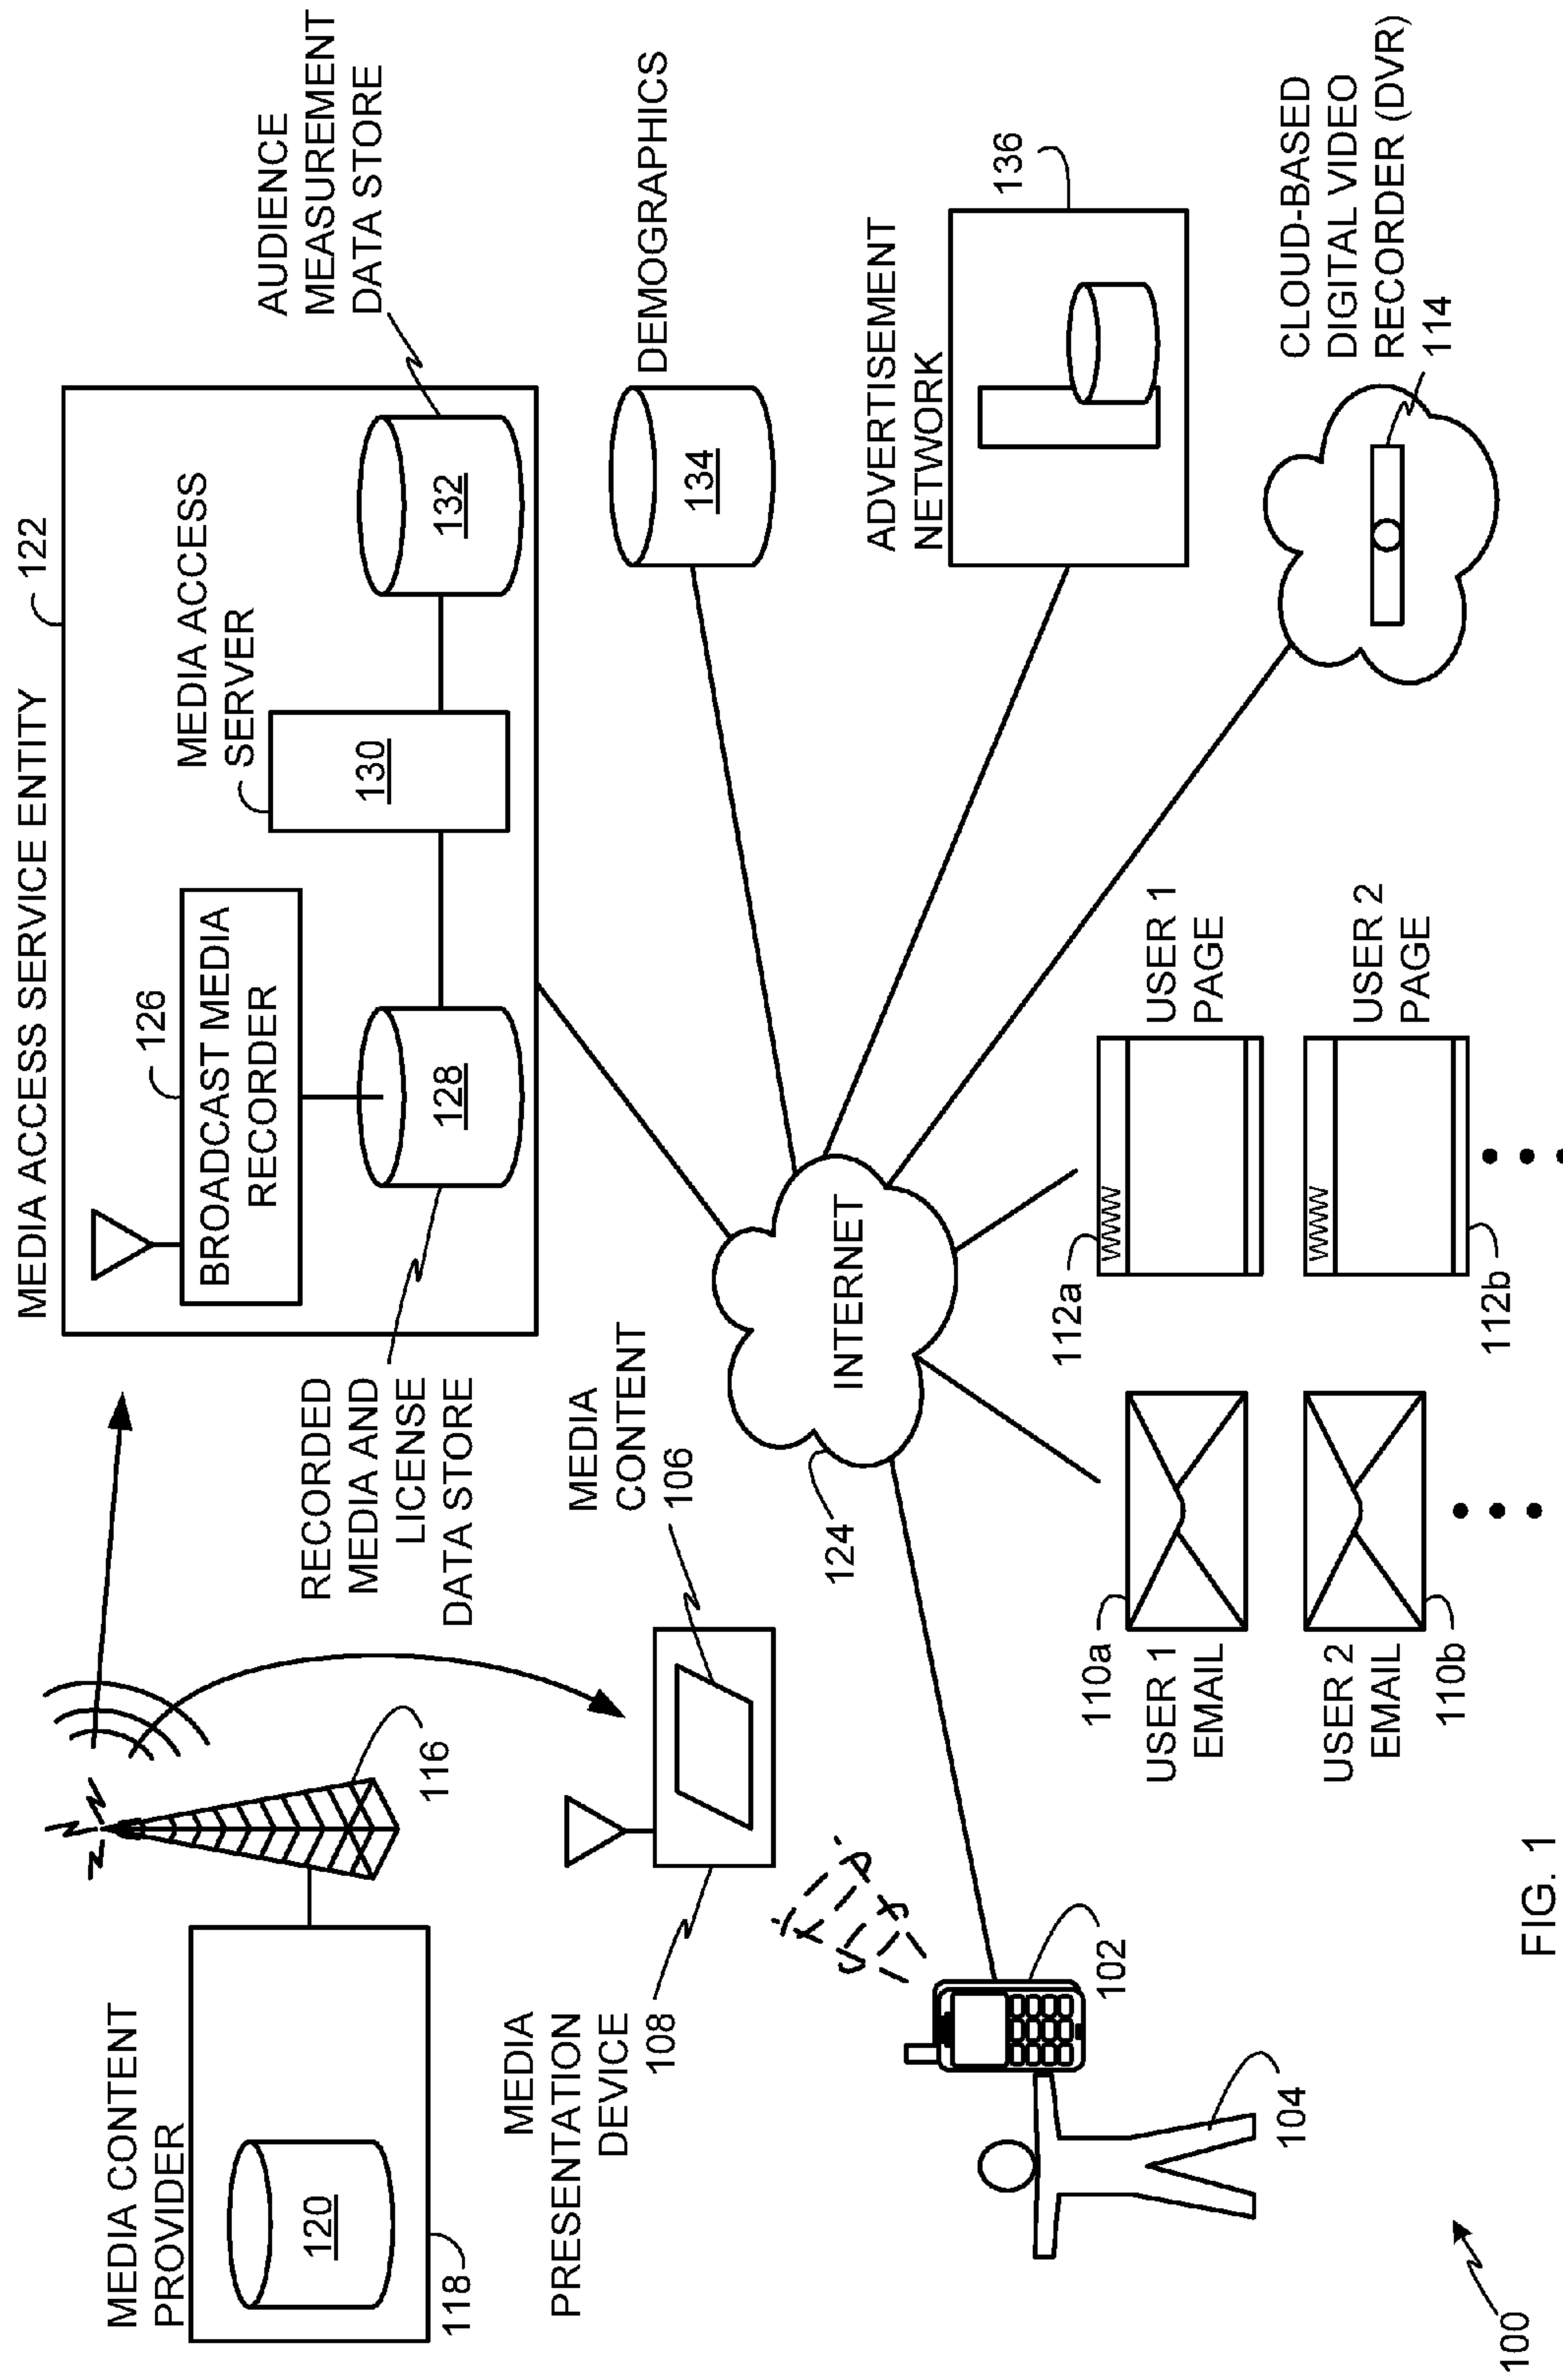 MEDIA CONTENT
PROVIDER
120
118
116
MEDIA ACCESS SERVICE ENTITY
122
126
BROADCAST MEDIA
RECORDER
128
MEDIA ACCESS
SERVER
130
132
AUDIENCE
MEASUREMENT
DATA STORE
RECORDED
MEDIA AND
LICENSE
DATA STORE
MEDIA
PRESENTATION
DEVICE
108
MEDIA
CONTENT
106
DEMOGRAPHICS
134
INTERNET
124
ADVERTISEMENT
NETWORK
136
102
104
110a
USER 1
EMAIL
USER 2
EMAIL
110b
112a
WWW
USER 1
PAGE
WWW
USER 2
PAGE
112b
CLOUD-BASED
DIGITAL VIDEO
RECORDER (DVR)
114
100
FIG. 1